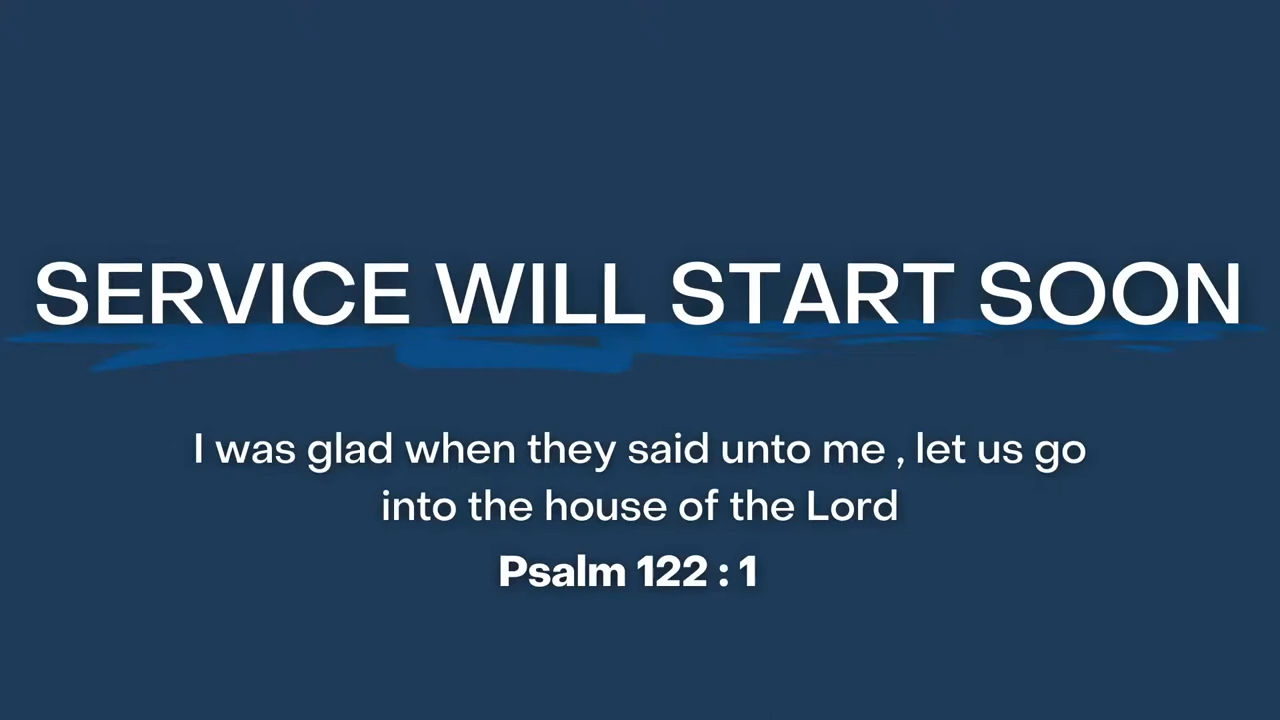 SERVICE WILL START SOON
I was glad when they said unto me , let us go
into the house of the Lord
Psalm 122 : 1